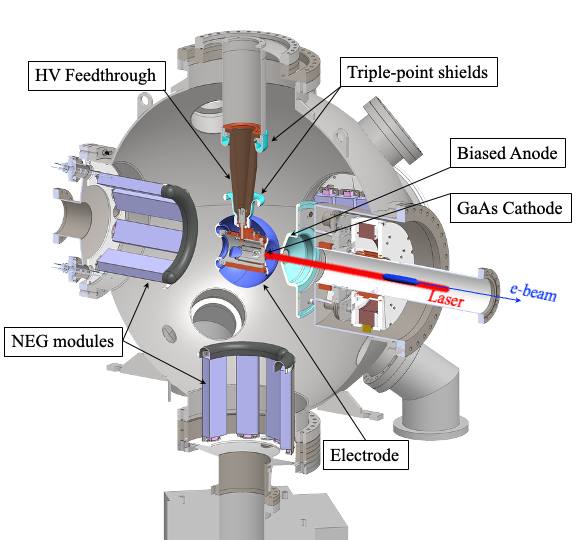 HV Feedthrough
Triple-point shields
Biased Anode
GaAs Cathode
Laser
e-beam
NEG modules
Electrode